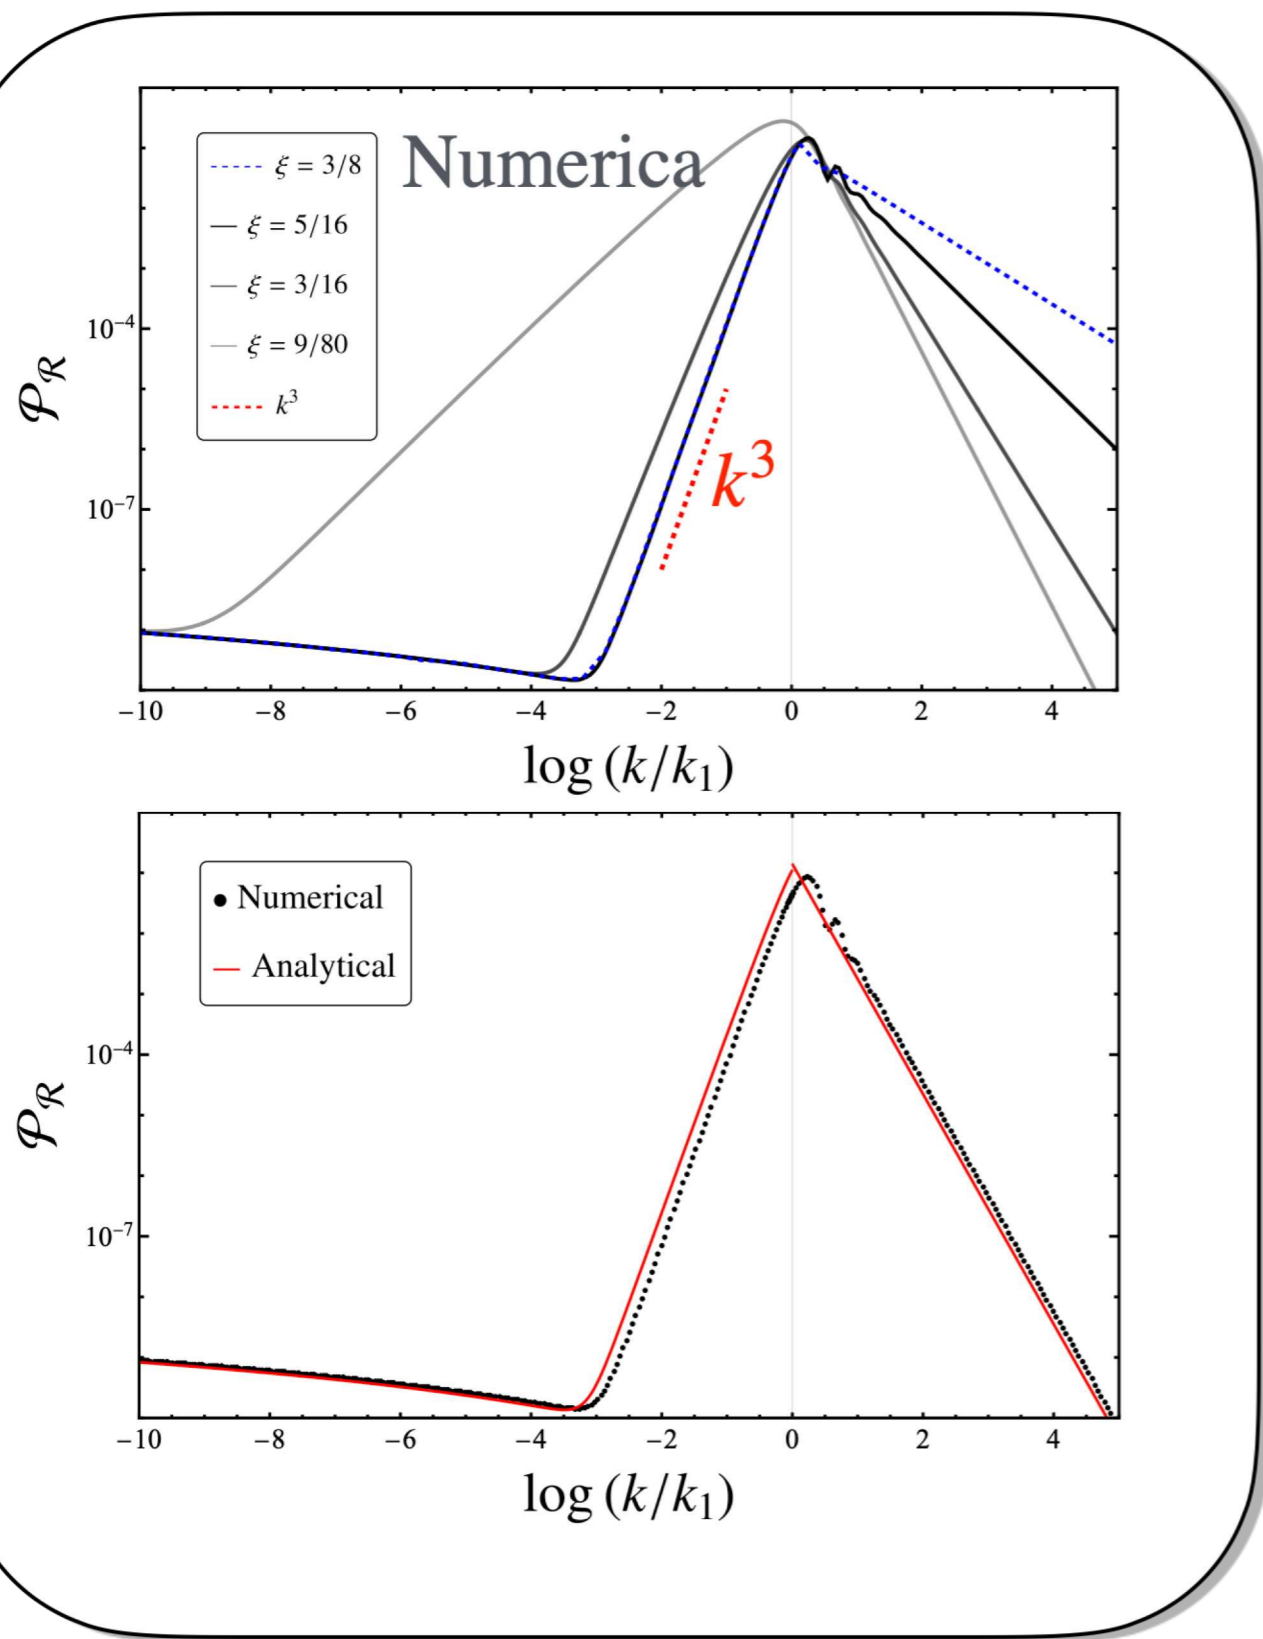 Numerica
ξ = 3/8
ξ = 5/16
ξ = 3/16
ξ = 9/80
k³
k³
10⁻⁴
10⁻⁷
𝒫_ℛ
−10 −8 −6 −4 −2 0 2 4
log (k/k₁)
Numerical
Analytical
10⁻⁴
10⁻⁷
𝒫_ℛ
−10 −8 −6 −4 −2 0 2 4
log (k/k₁)